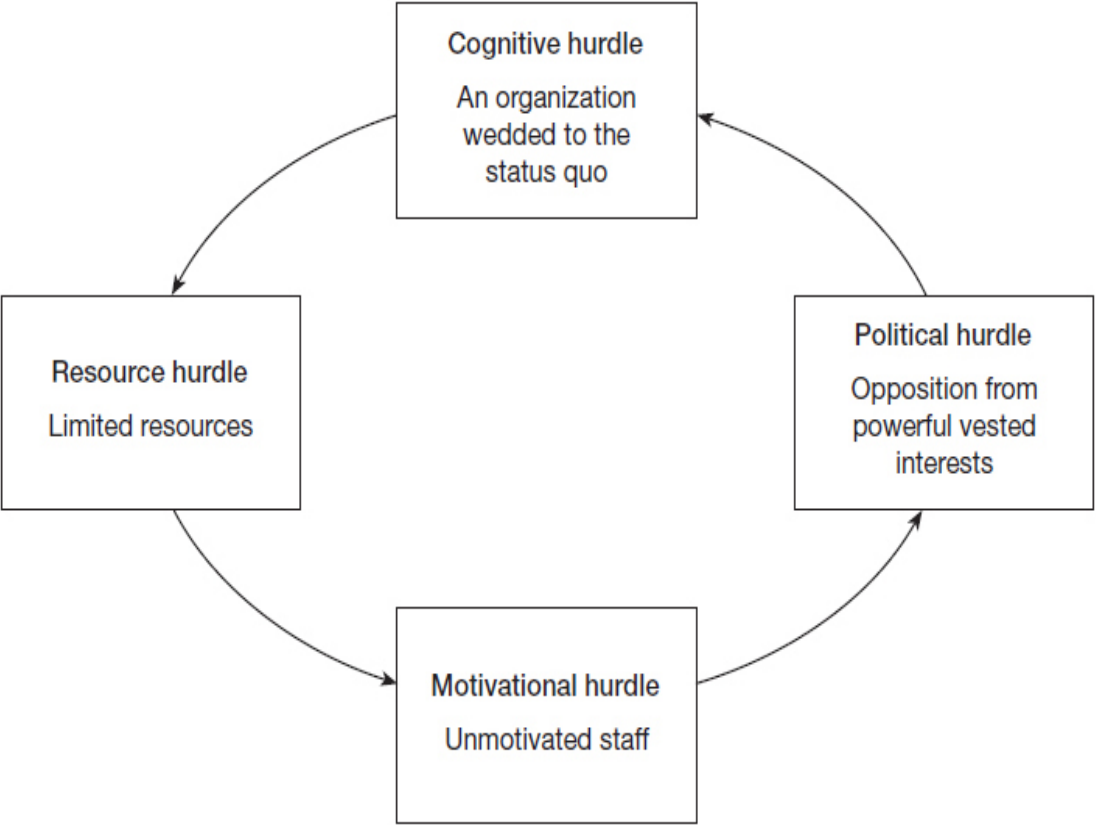 Cognitive hurdle
An organization
wedded to the
status quo
Resource hurdle
Limited resources
Political hurdle
Opposition from
powerful vested
interests
Motivational hurdle
Unmotivated staff